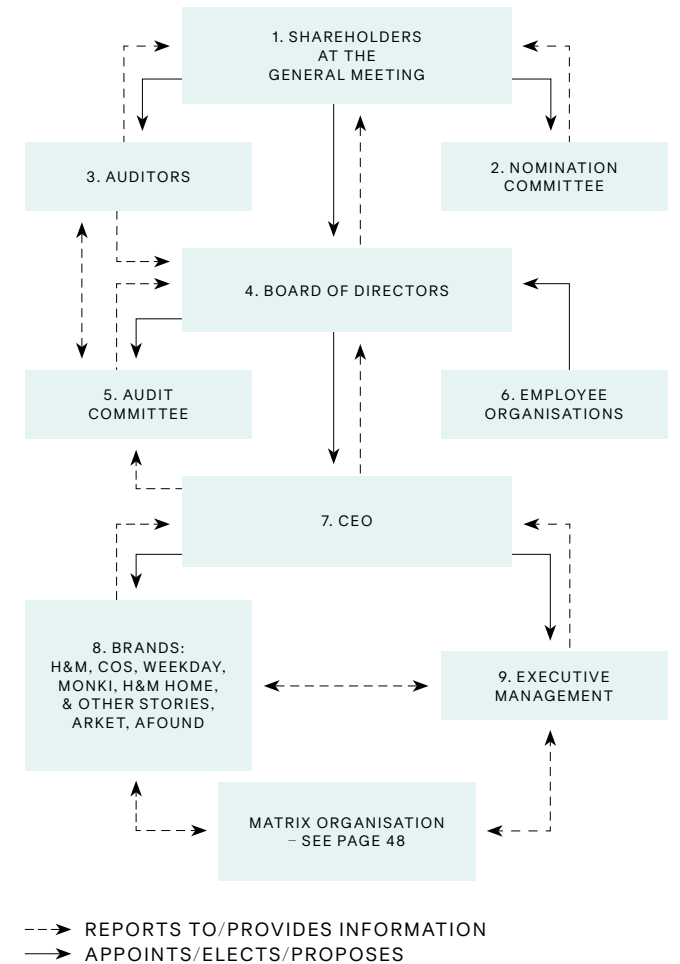 1. SHAREHOLDERS
AT THE
GENERAL MEETING
3. AUDITORS
2. NOMINATION
COMMITTEE
4. BOARD OF DIRECTORS
5. AUDIT
COMMITTEE
6. EMPLOYEE
ORGANISATIONS
7. CEO
8. BRANDS:
H&M, COS, WEEKDAY,
MONKI, H&M HOME,
& OTHER STORIES,
ARKET, AFOUND
9. EXECUTIVE
MANAGEMENT
MATRIX ORGANISATION
– SEE PAGE 48
REPORTS TO/PROVIDES INFORMATION
APPOINTS/ELECTS/PROPOSES